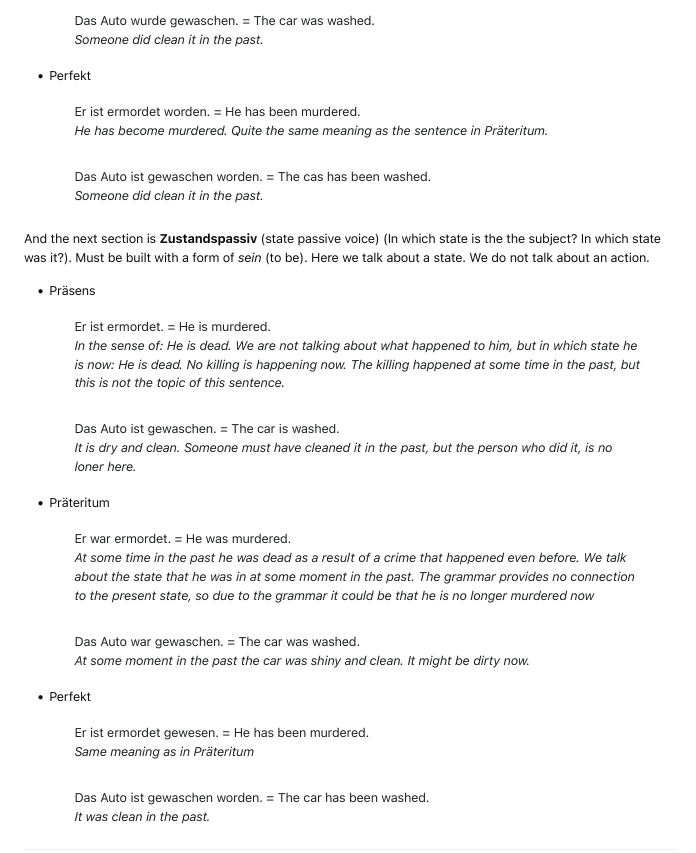 Das Auto wurde gewaschen. = The car was washed.
Someone did clean it in the past.
• Perfekt
Er ist ermordet worden. = He has been murdered.
He has become murdered. Quite the same meaning as the sentence in Präteritum.
Das Auto ist gewaschen worden. = The cas has been washed.
Someone did clean it in the past.
And the next section is Zustandspassiv (state passive voice) (In which state is the the subject? In which state
was it?). Must be built with a form of sein (to be). Here we talk about a state. We do not talk about an action.
• Präsens
Er ist ermordet. = He is murdered.
In the sense of: He is dead. We are not talking about what happened to him, but in which state he
is now: He is dead. No killing is happening now. The killing happened at some time in the past, but
this is not the topic of this sentence.
Das Auto ist gewaschen. = The car is washed.
It is dry and clean. Someone must have cleaned it in the past, but the person who did it, is no
loner here.
• Präteritum
Er war ermordet. = He was murdered.
At some time in the past he was dead as a result of a crime that happened even before. We talk
about the state that he was in at some moment in the past. The grammar provides no connection
to the present state, so due to the grammar it could be that he is no longer murdered now
Das Auto war gewaschen. = The car was washed.
At some moment in the past the car was shiny and clean. It might be dirty now.
• Perfekt
Er ist ermordet gewesen. = He has been murdered.
Same meaning as in Präteritum
Das Auto ist gewaschen worden. = The car has been washed.
It was clean in the past.